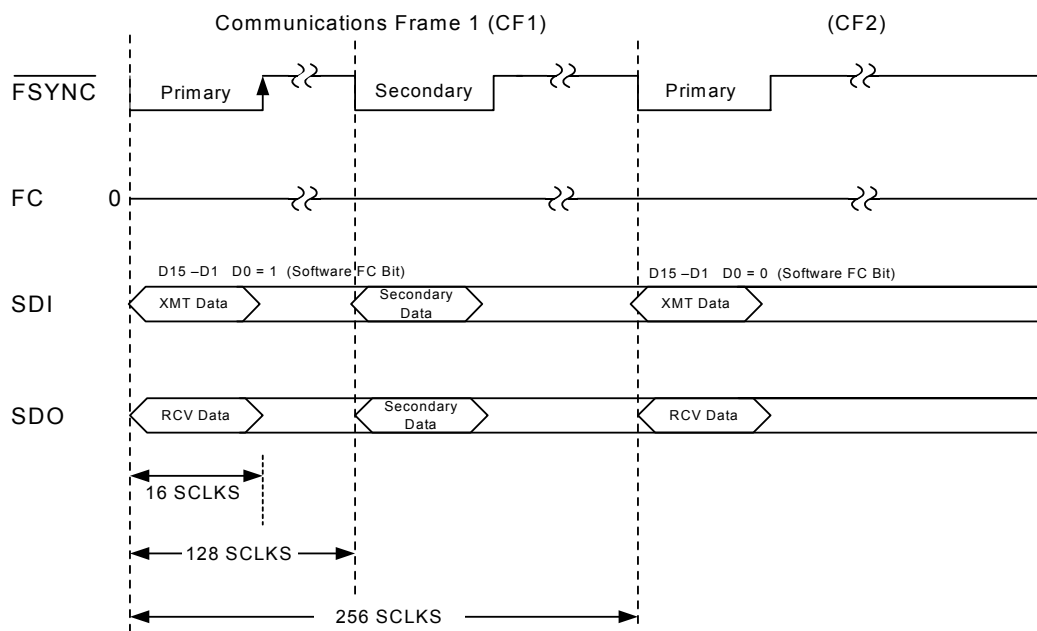 Communications Frame 1 (CF1) (CF2)
FSYNC Primary Secondary Primary
FC 0
D15 –D1 D0 = 1 (Software FC Bit) D15 –D1 D0 = 0 (Software FC Bit)
SDI XMT Data Secondary Data XMT Data
SDO RCV Data Secondary Data RCV Data
16 SCLKS
128 SCLKS
256 SCLKS